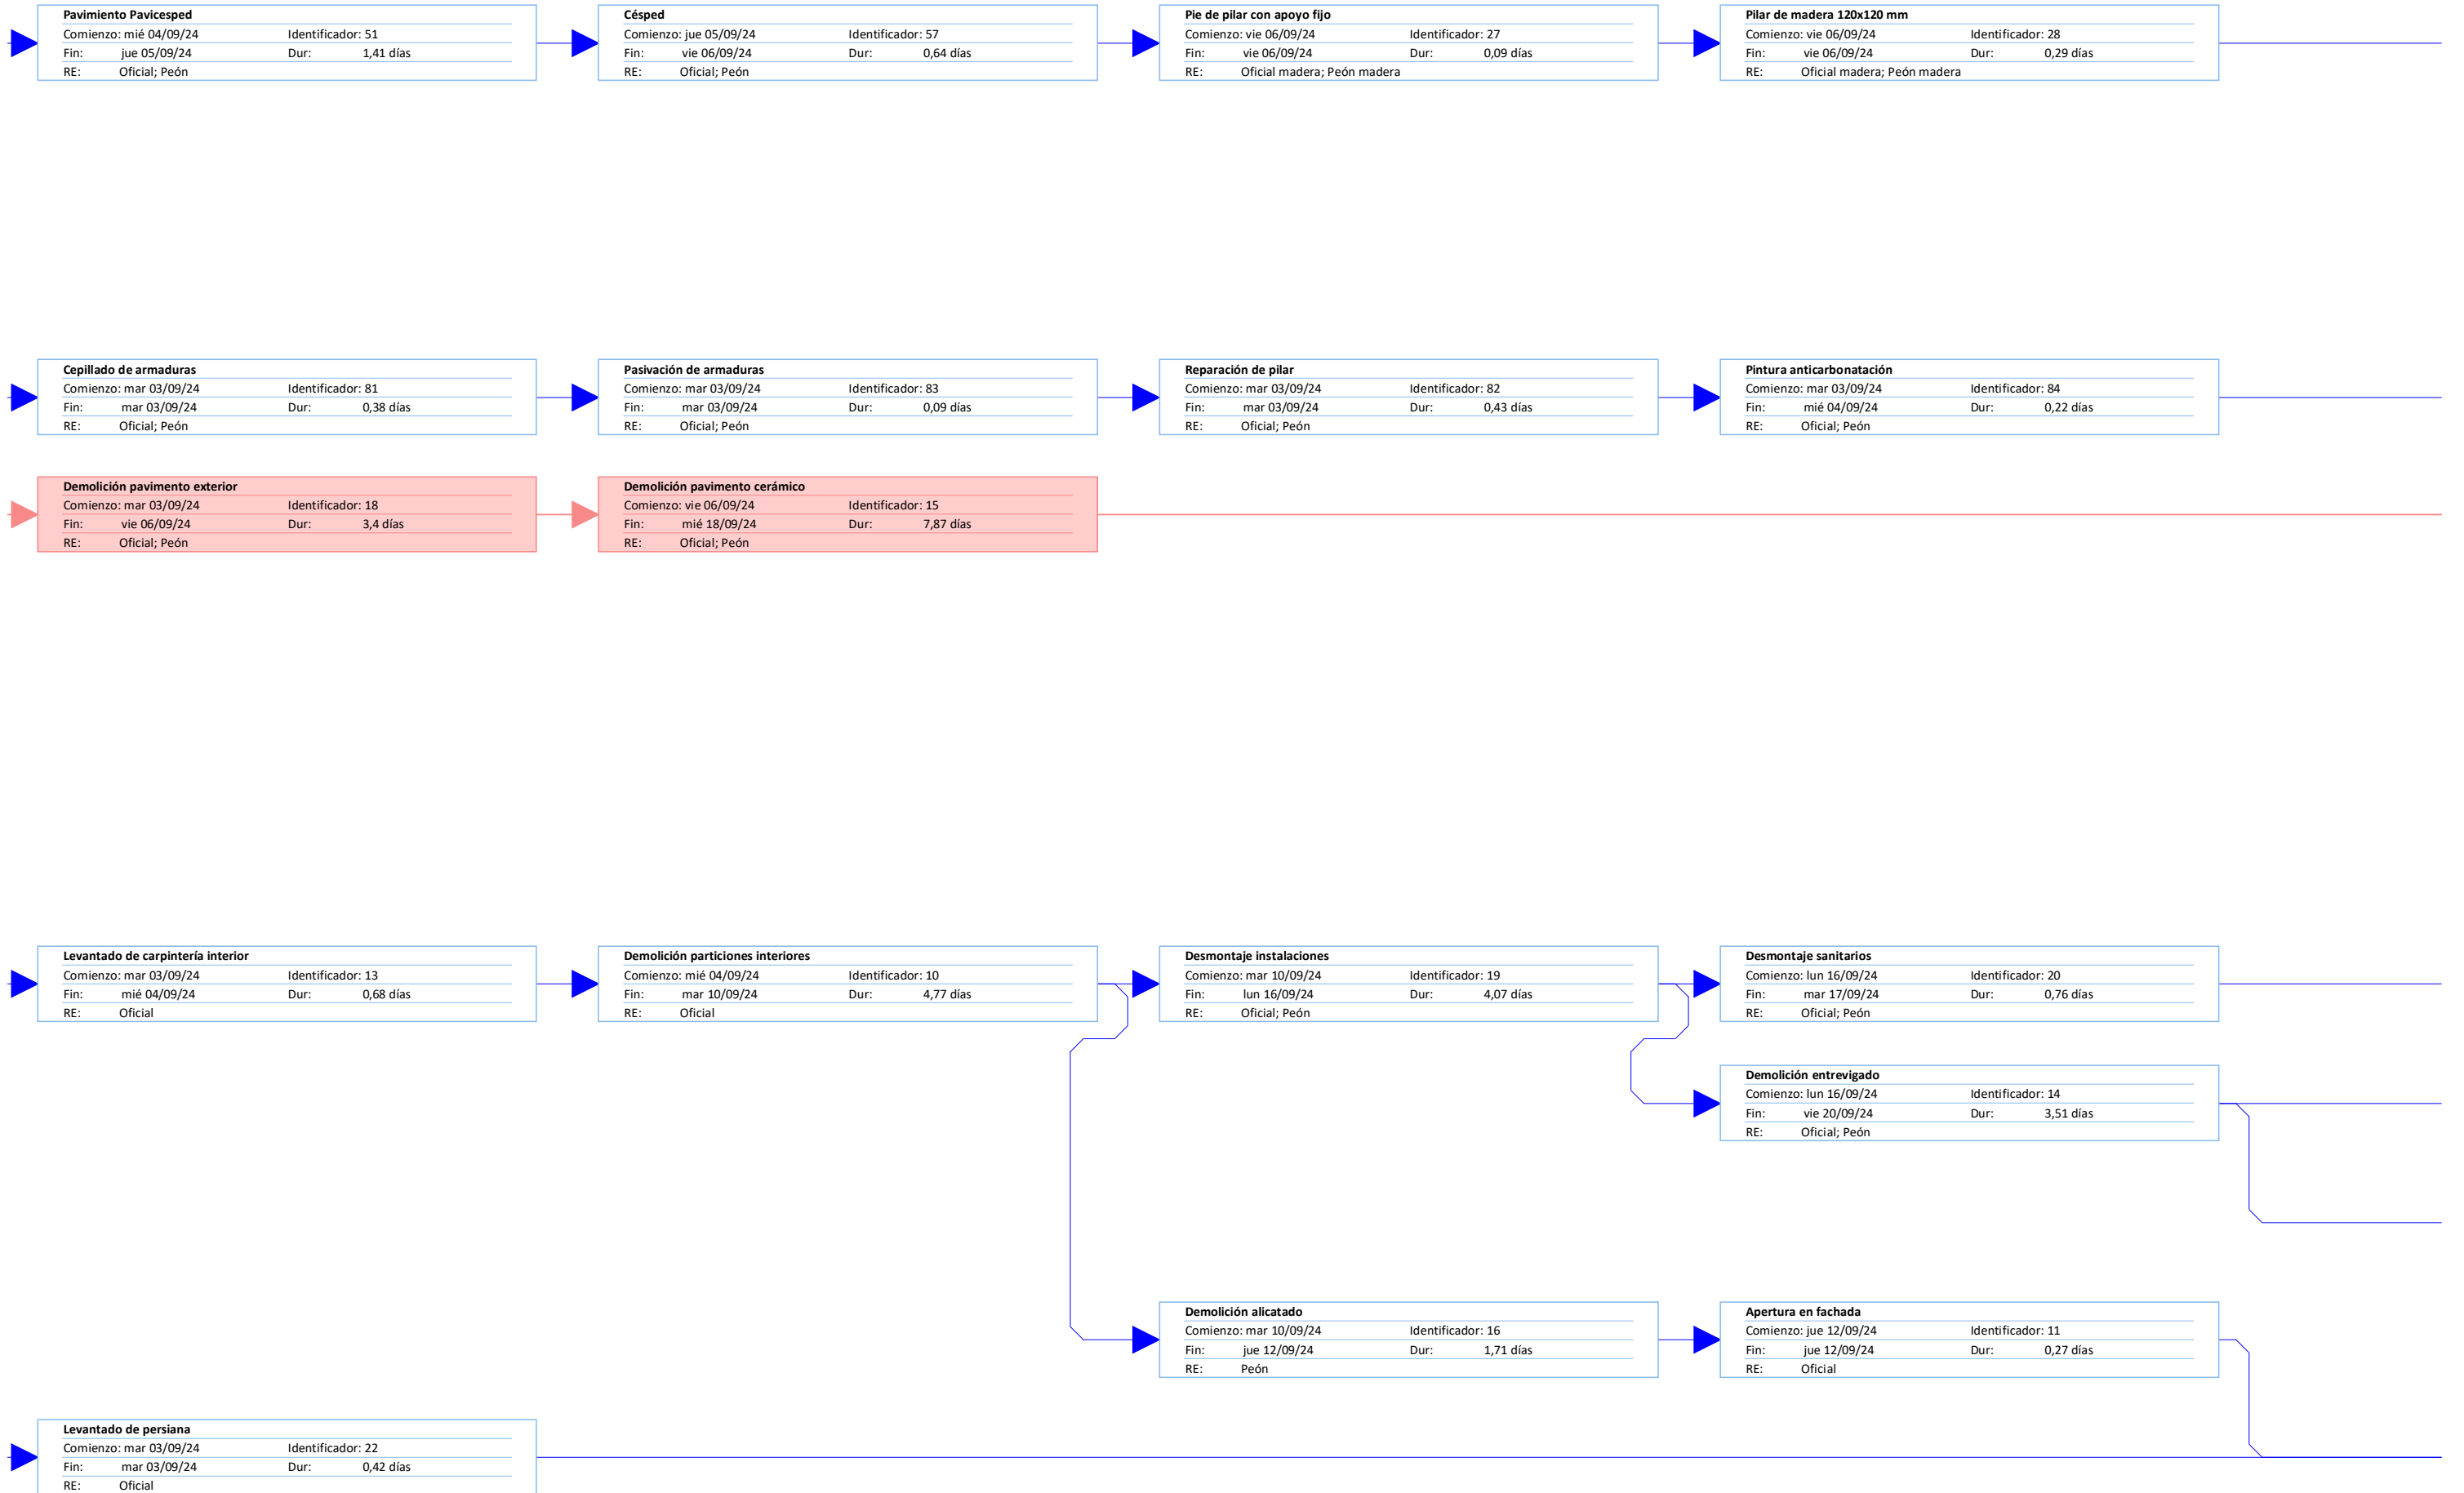 Pavimiento Pavicesped
Comienzo: mié 04/09/24 Identificador: 51
Fin: jue 05/09/24 Dur: 1,41 días
RE: Oficial; Peón
Césped
Comienzo: jue 05/09/24 Identificador: 57
Fin: vie 06/09/24 Dur: 0,64 días
RE: Oficial; Peón
Pie de pilar con apoyo fijo
Comienzo: vie 06/09/24 Identificador: 27
Fin: vie 06/09/24 Dur: 0,09 días
RE: Oficial madera; Peón madera
Pilar de madera 120x120 mm
Comienzo: vie 06/09/24 Identificador: 28
Fin: vie 06/09/24 Dur: 0,29 días
RE: Oficial madera; Peón madera
Cepillado de armaduras
Comienzo: mar 03/09/24 Identificador: 81
Fin: mar 03/09/24 Dur: 0,38 días
RE: Oficial; Peón
Pasivación de armaduras
Comienzo: mar 03/09/24 Identificador: 83
Fin: mar 03/09/24 Dur: 0,09 días
RE: Oficial; Peón
Reparación de pilar
Comienzo: mar 03/09/24 Identificador: 82
Fin: mar 03/09/24 Dur: 0,43 días
RE: Oficial; Peón
Pintura anticarbonatación
Comienzo: mar 03/09/24 Identificador: 84
Fin: mié 04/09/24 Dur: 0,22 días
RE: Oficial; Peón
Demolición pavimento exterior
Comienzo: mar 03/09/24 Identificador: 18
Fin: vie 06/09/24 Dur: 3,4 días
RE: Oficial; Peón
Demolición pavimento cerámico
Comienzo: vie 06/09/24 Identificador: 15
Fin: mié 18/09/24 Dur: 7,87 días
RE: Oficial; Peón
Levantado de carpintería interior
Comienzo: mar 03/09/24 Identificador: 13
Fin: mié 04/09/24 Dur: 0,68 días
RE: Oficial
Demolición particiones interiores
Comienzo: mié 04/09/24 Identificador: 10
Fin: mar 10/09/24 Dur: 4,77 días
RE: Oficial
Desmontaje instalaciones
Comienzo: mar 10/09/24 Identificador: 19
Fin: lun 16/09/24 Dur: 4,07 días
RE: Oficial; Peón
Desmontaje sanitarios
Comienzo: lun 16/09/24 Identificador: 20
Fin: mar 17/09/24 Dur: 0,76 días
RE: Oficial; Peón
Demolición entrevigado
Comienzo: lun 16/09/24 Identificador: 14
Fin: vie 20/09/24 Dur: 3,51 días
RE: Oficial; Peón
Demolición alicatado
Comienzo: mar 10/09/24 Identificador: 16
Fin: jue 12/09/24 Dur: 1,71 días
RE: Peón
Apertura en fachada
Comienzo: jue 12/09/24 Identificador: 11
Fin: jue 12/09/24 Dur: 0,27 días
RE: Oficial
Levantado de persiana
Comienzo: mar 03/09/24 Identificador: 22
Fin: mar 03/09/24 Dur: 0,42 días
RE: Oficial